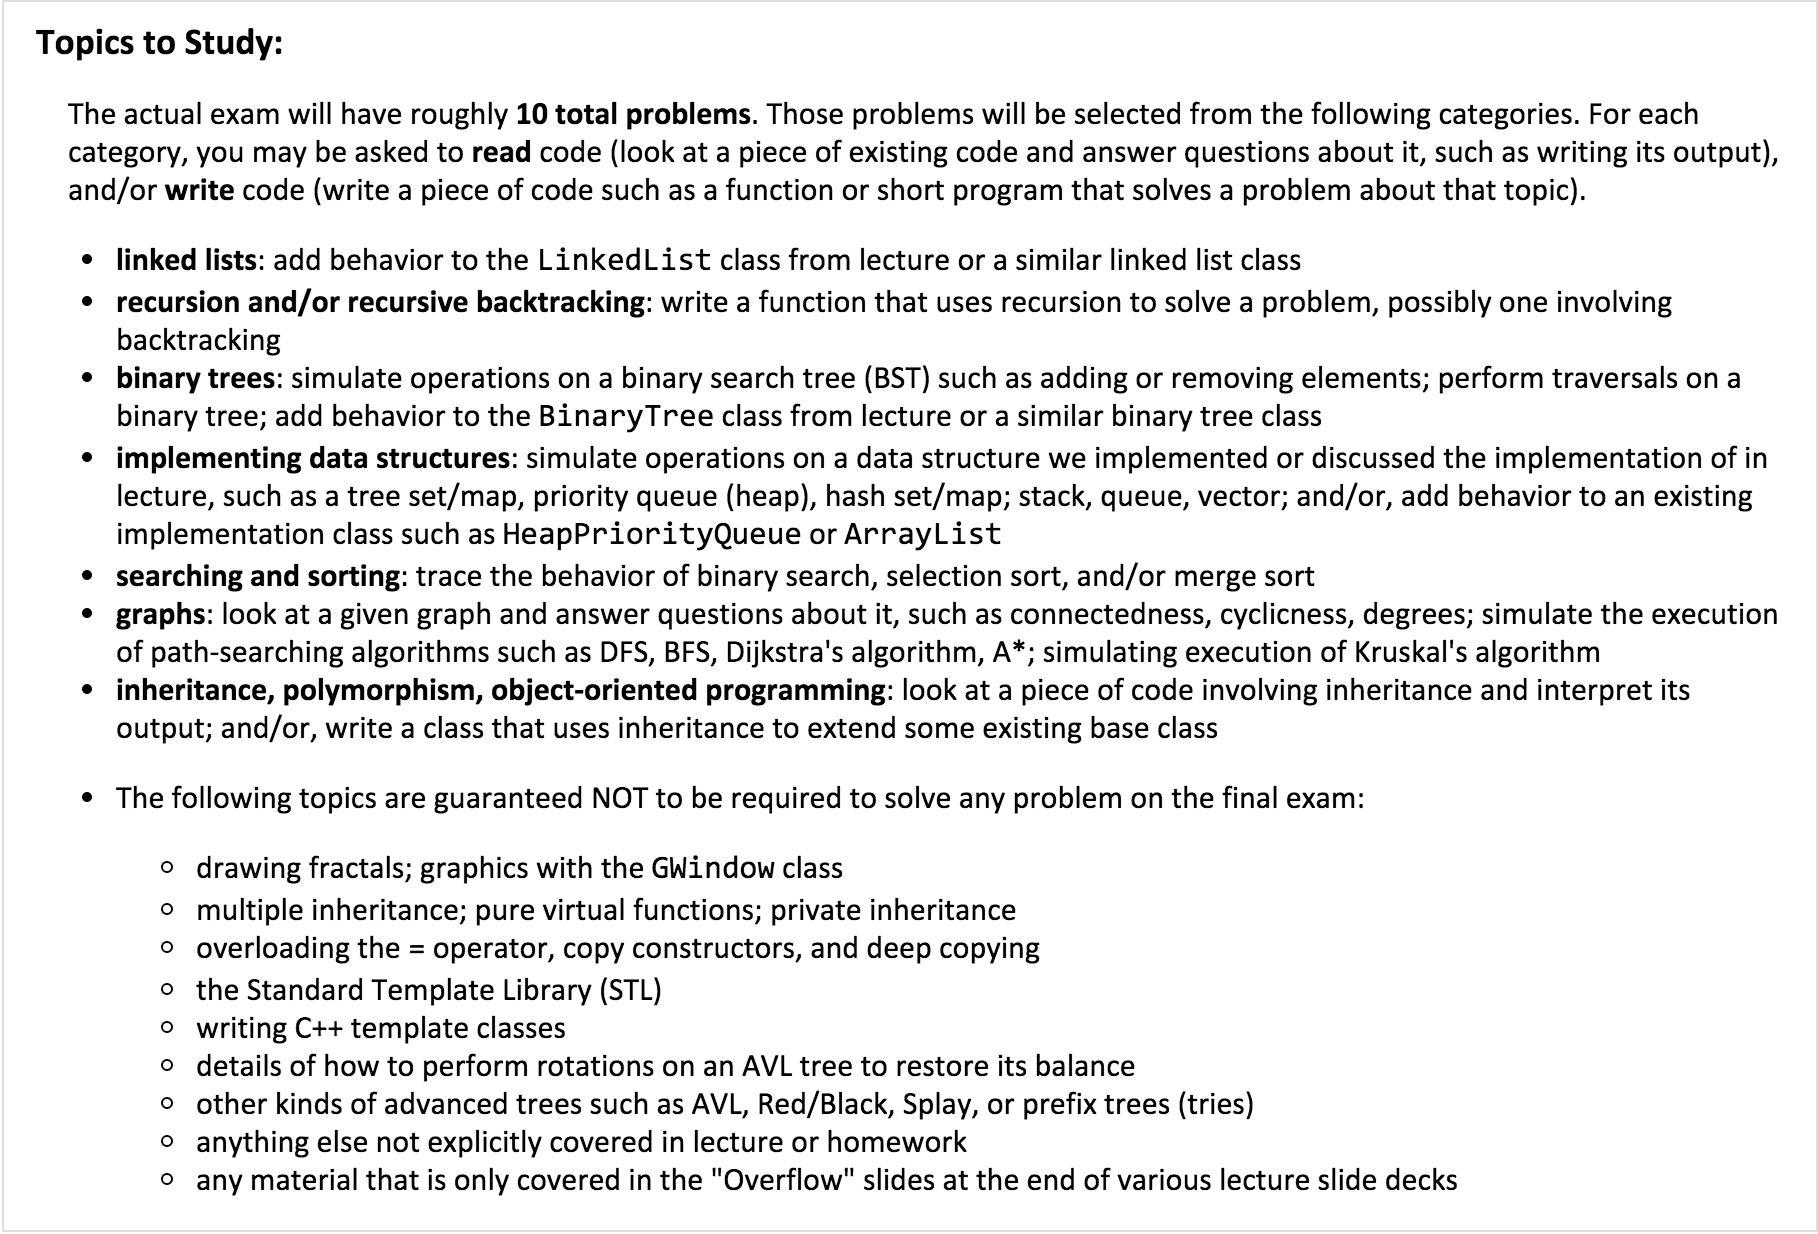 Topics to Study:
The actual exam will have roughly 10 total problems. Those problems will be selected from the following categories. For each
category, you may be asked to read code (look at a piece of existing code and answer questions about it, such as writing its output),
and/or write code (write a piece of code such as a function or short program that solves a problem about that topic).
• linked lists: add behavior to the LinkedList class from lecture or a similar linked list class
• recursion and/or recursive backtracking: write a function that uses recursion to solve a problem, possibly one involving
backtracking
• binary trees: simulate operations on a binary search tree (BST) such as adding or removing elements; perform traversals on a
binary tree; add behavior to the BinaryTree class from lecture or a similar binary tree class
• implementing data structures: simulate operations on a data structure we implemented or discussed the implementation of in
lecture, such as a tree set/map, priority queue (heap), hash set/map; stack, queue, vector; and/or, add behavior to an existing
implementation class such as HeapPriorityQueue or ArrayList
• searching and sorting: trace the behavior of binary search, selection sort, and/or merge sort
• graphs: look at a given graph and answer questions about it, such as connectedness, cyclicness, degrees; simulate the execution
of path-searching algorithms such as DFS, BFS, Dijkstra's algorithm, A*; simulating execution of Kruskal's algorithm
• inheritance, polymorphism, object-oriented programming: look at a piece of code involving inheritance and interpret its
output; and/or, write a class that uses inheritance to extend some existing base class
• The following topics are guaranteed NOT to be required to solve any problem on the final exam:
○ drawing fractals; graphics with the GWindow class
○ multiple inheritance; pure virtual functions; private inheritance
○ overloading the = operator, copy constructors, and deep copying
○ the Standard Template Library (STL)
○ writing C++ template classes
○ details of how to perform rotations on an AVL tree to restore its balance
○ other kinds of advanced trees such as AVL, Red/Black, Splay, or prefix trees (tries)
○ anything else not explicitly covered in lecture or homework
○ any material that is only covered in the "Overflow" slides at the end of various lecture slide decks